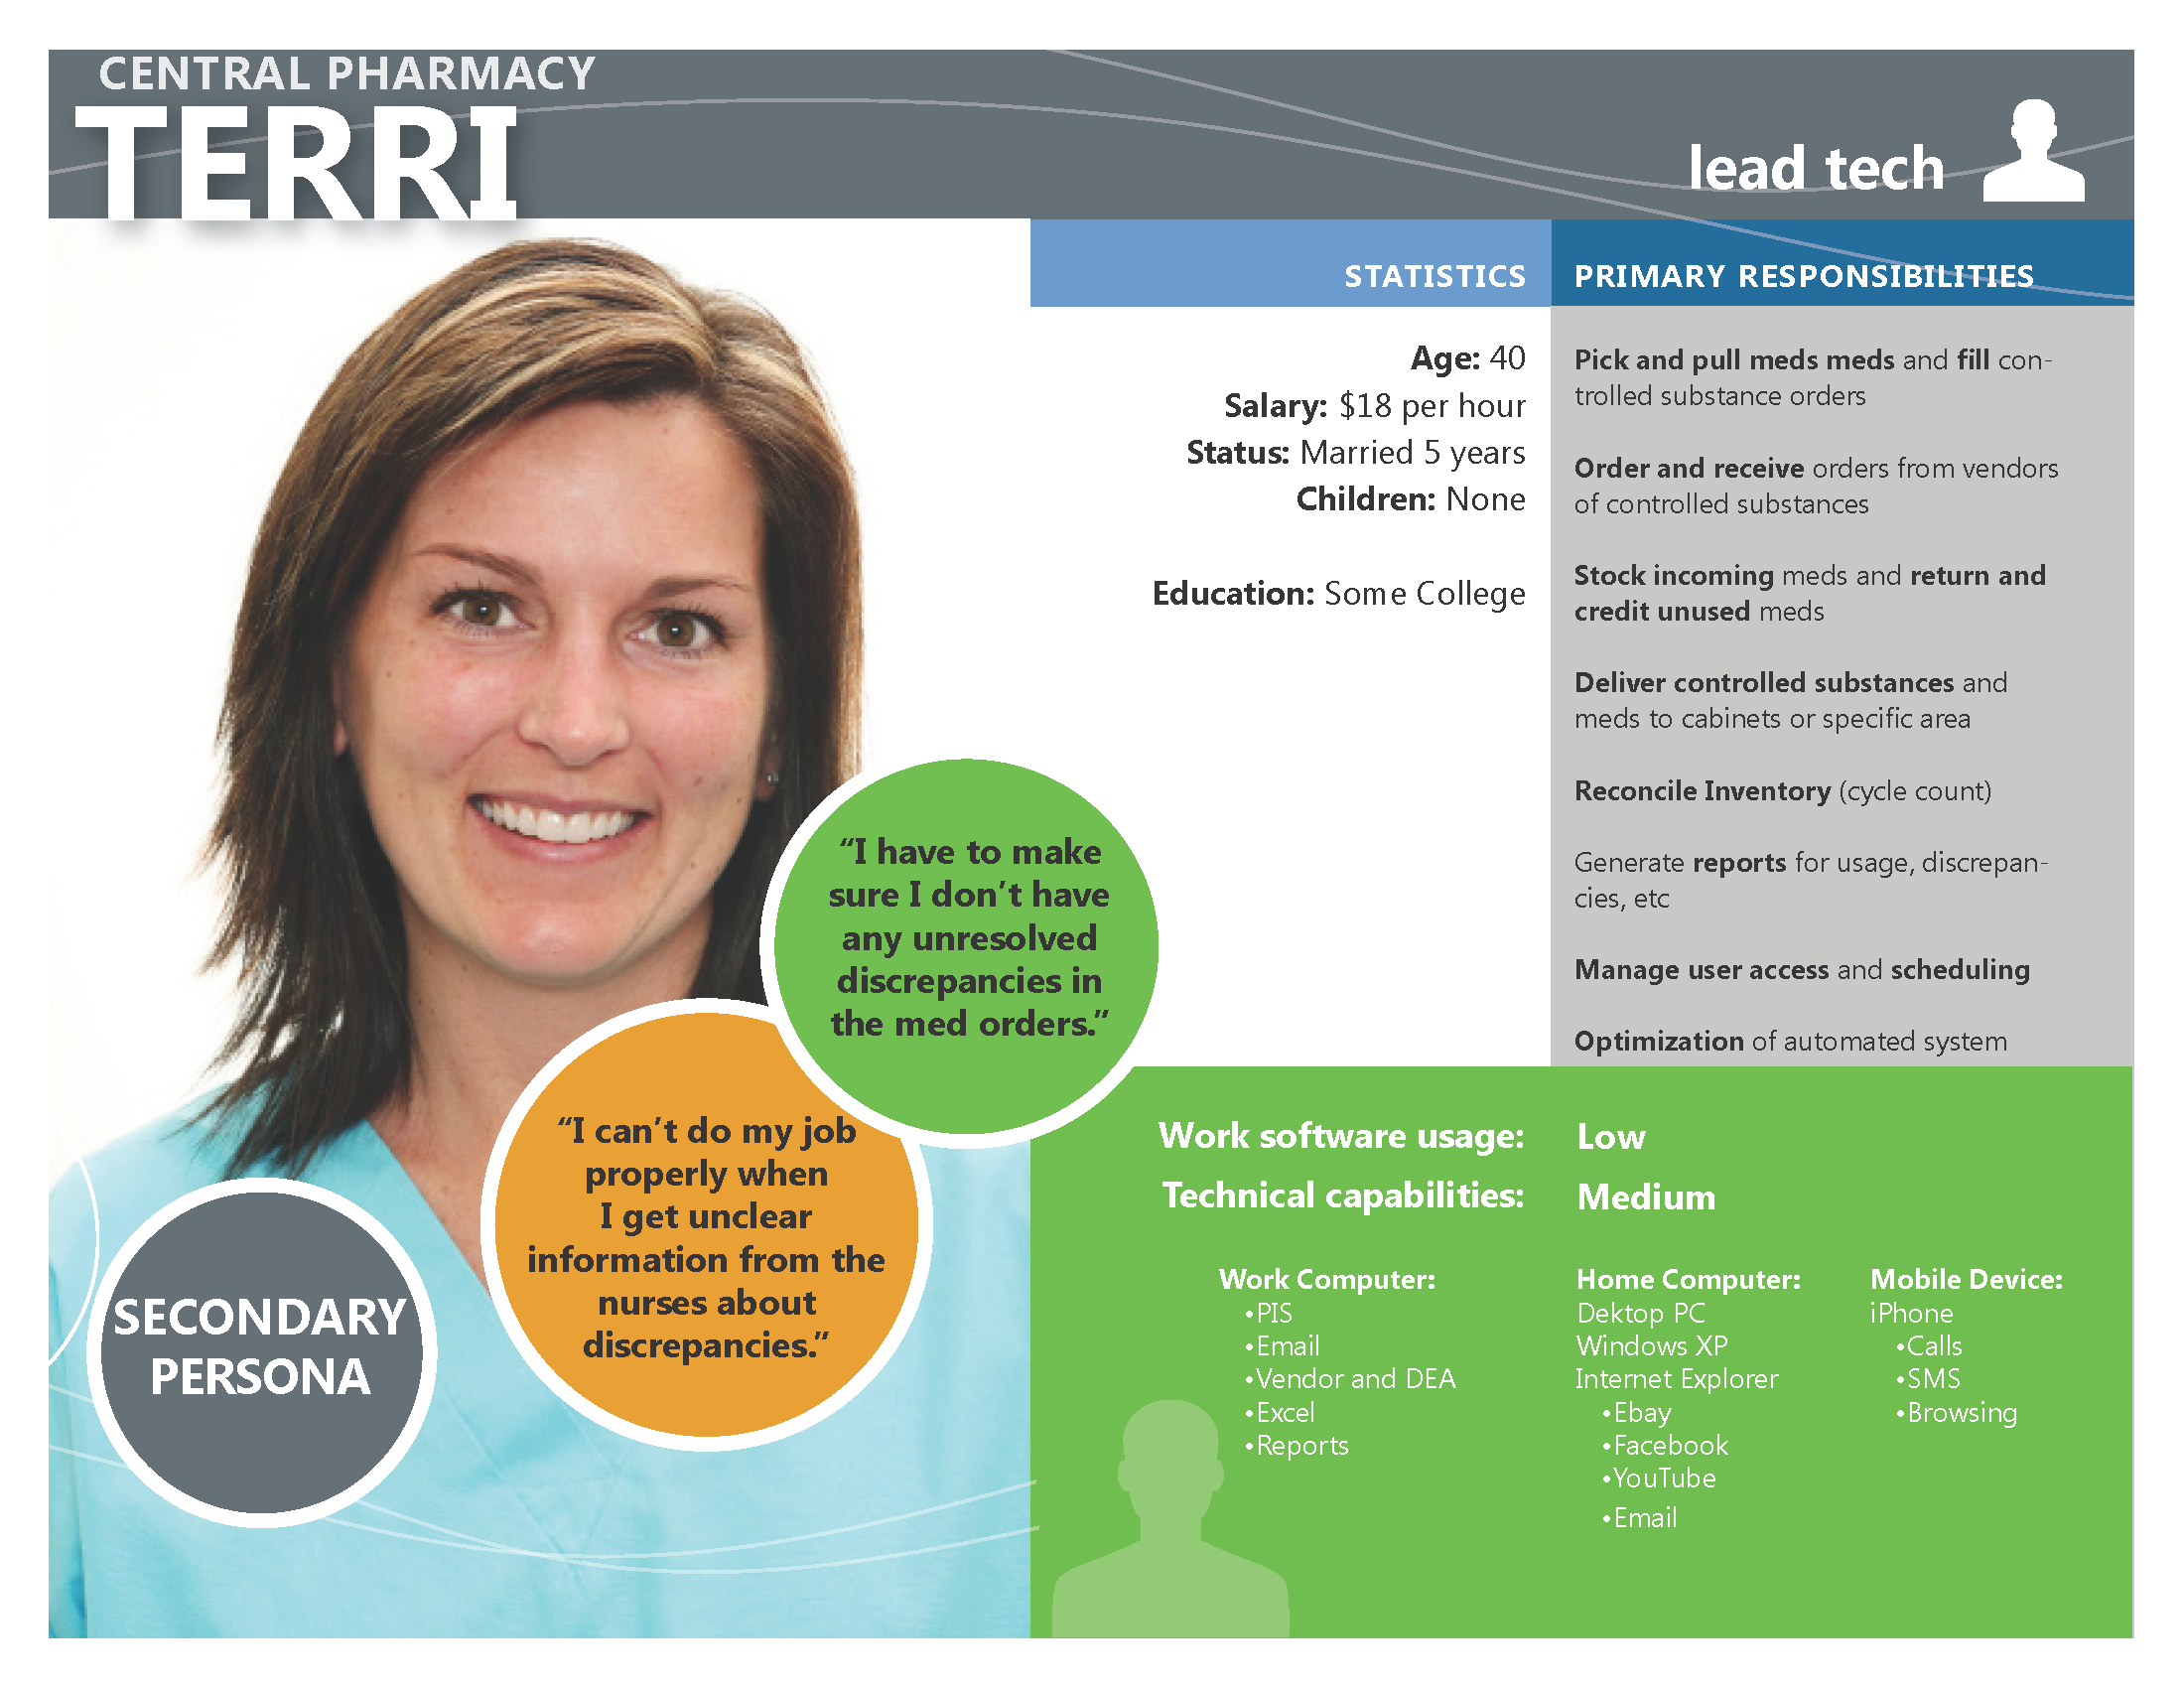 CENTRAL PHARMACY
TERRI
lead tech
STATISTICS
Age: 40
Salary: $18 per hour
Status: Married 5 years
Children: None
Education: Some College
PRIMARY RESPONSIBILITIES
Pick and pull meds meds and fill con-
trolled substance orders
Order and receive orders from vendors
of controlled substances
Stock incoming meds and return and
credit unused meds
Deliver controlled substances and
meds to cabinets or specific area
Reconcile Inventory (cycle count)
Generate reports for usage, discrepan-
cies, etc
Manage user access and scheduling
Optimization of automated system
“I have to make
sure I don’t have
any unresolved
discrepancies in
the med orders.”
“I can’t do my job
properly when
I get unclear
information from the
nurses about
discrepancies.”
SECONDARY
PERSONA
Work software usage: Low
Technical capabilities: Medium
Work Computer:
•PIS
•Email
•Vendor and DEA
•Excel
•Reports
Home Computer:
Dektop PC
Windows XP
Internet Explorer
•Ebay
•Facebook
•YouTube
•Email
Mobile Device:
iPhone
•Calls
•SMS
•Browsing